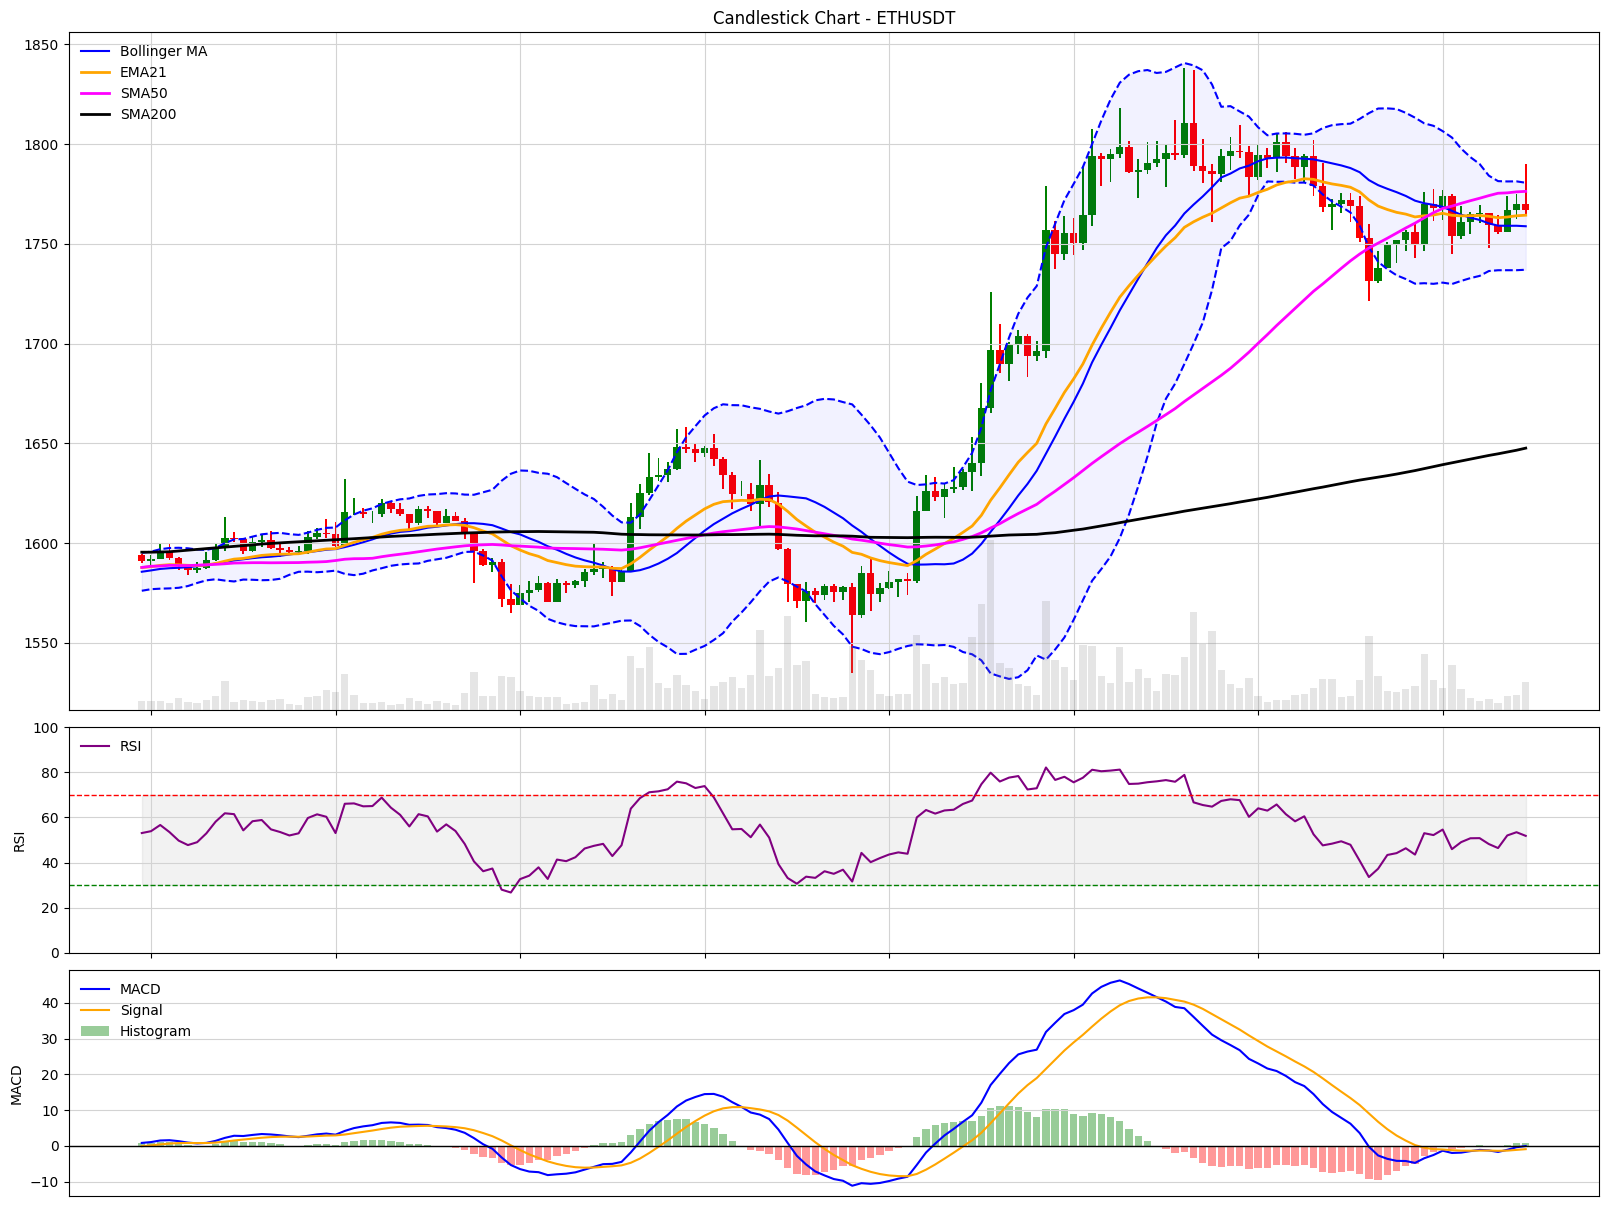 Candlestick Chart - ETHUSDT
1850
1800
1750
1700
1650
1600
1550
Bollinger MA
EMA21
SMA50
SMA200
100
80
60
40
20
0
RSI
RSI
40
30
20
10
0
−10
MACD
MACD
Signal
Histogram